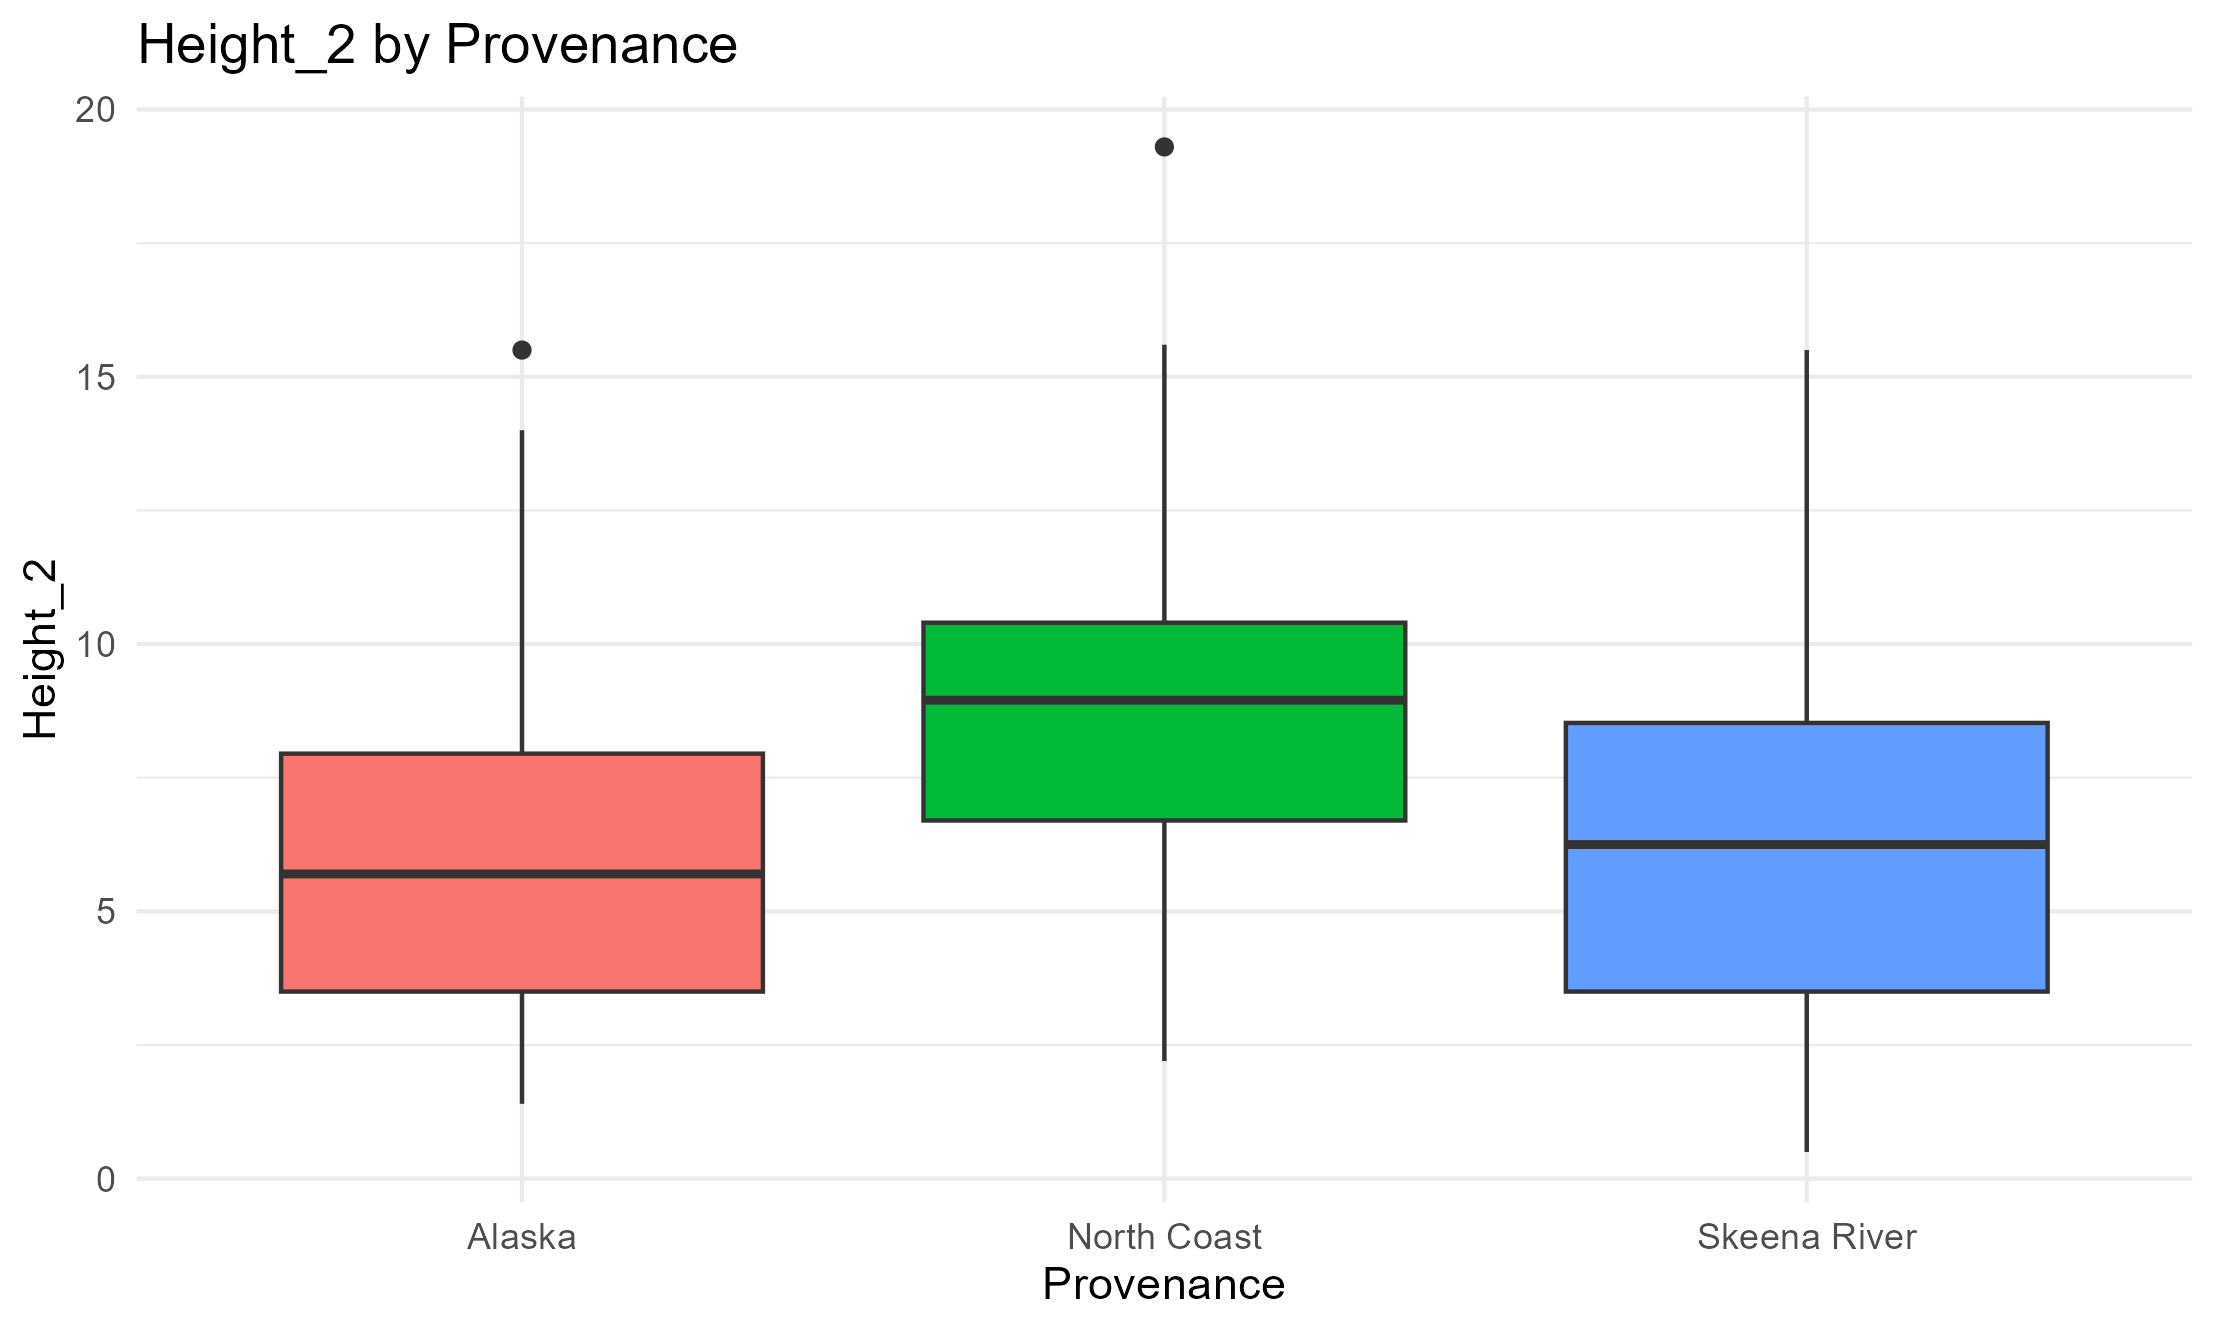 Height_2 by Provenance
20
15
10
5
0
Height_2
Alaska
North Coast
Skeena River
Provenance